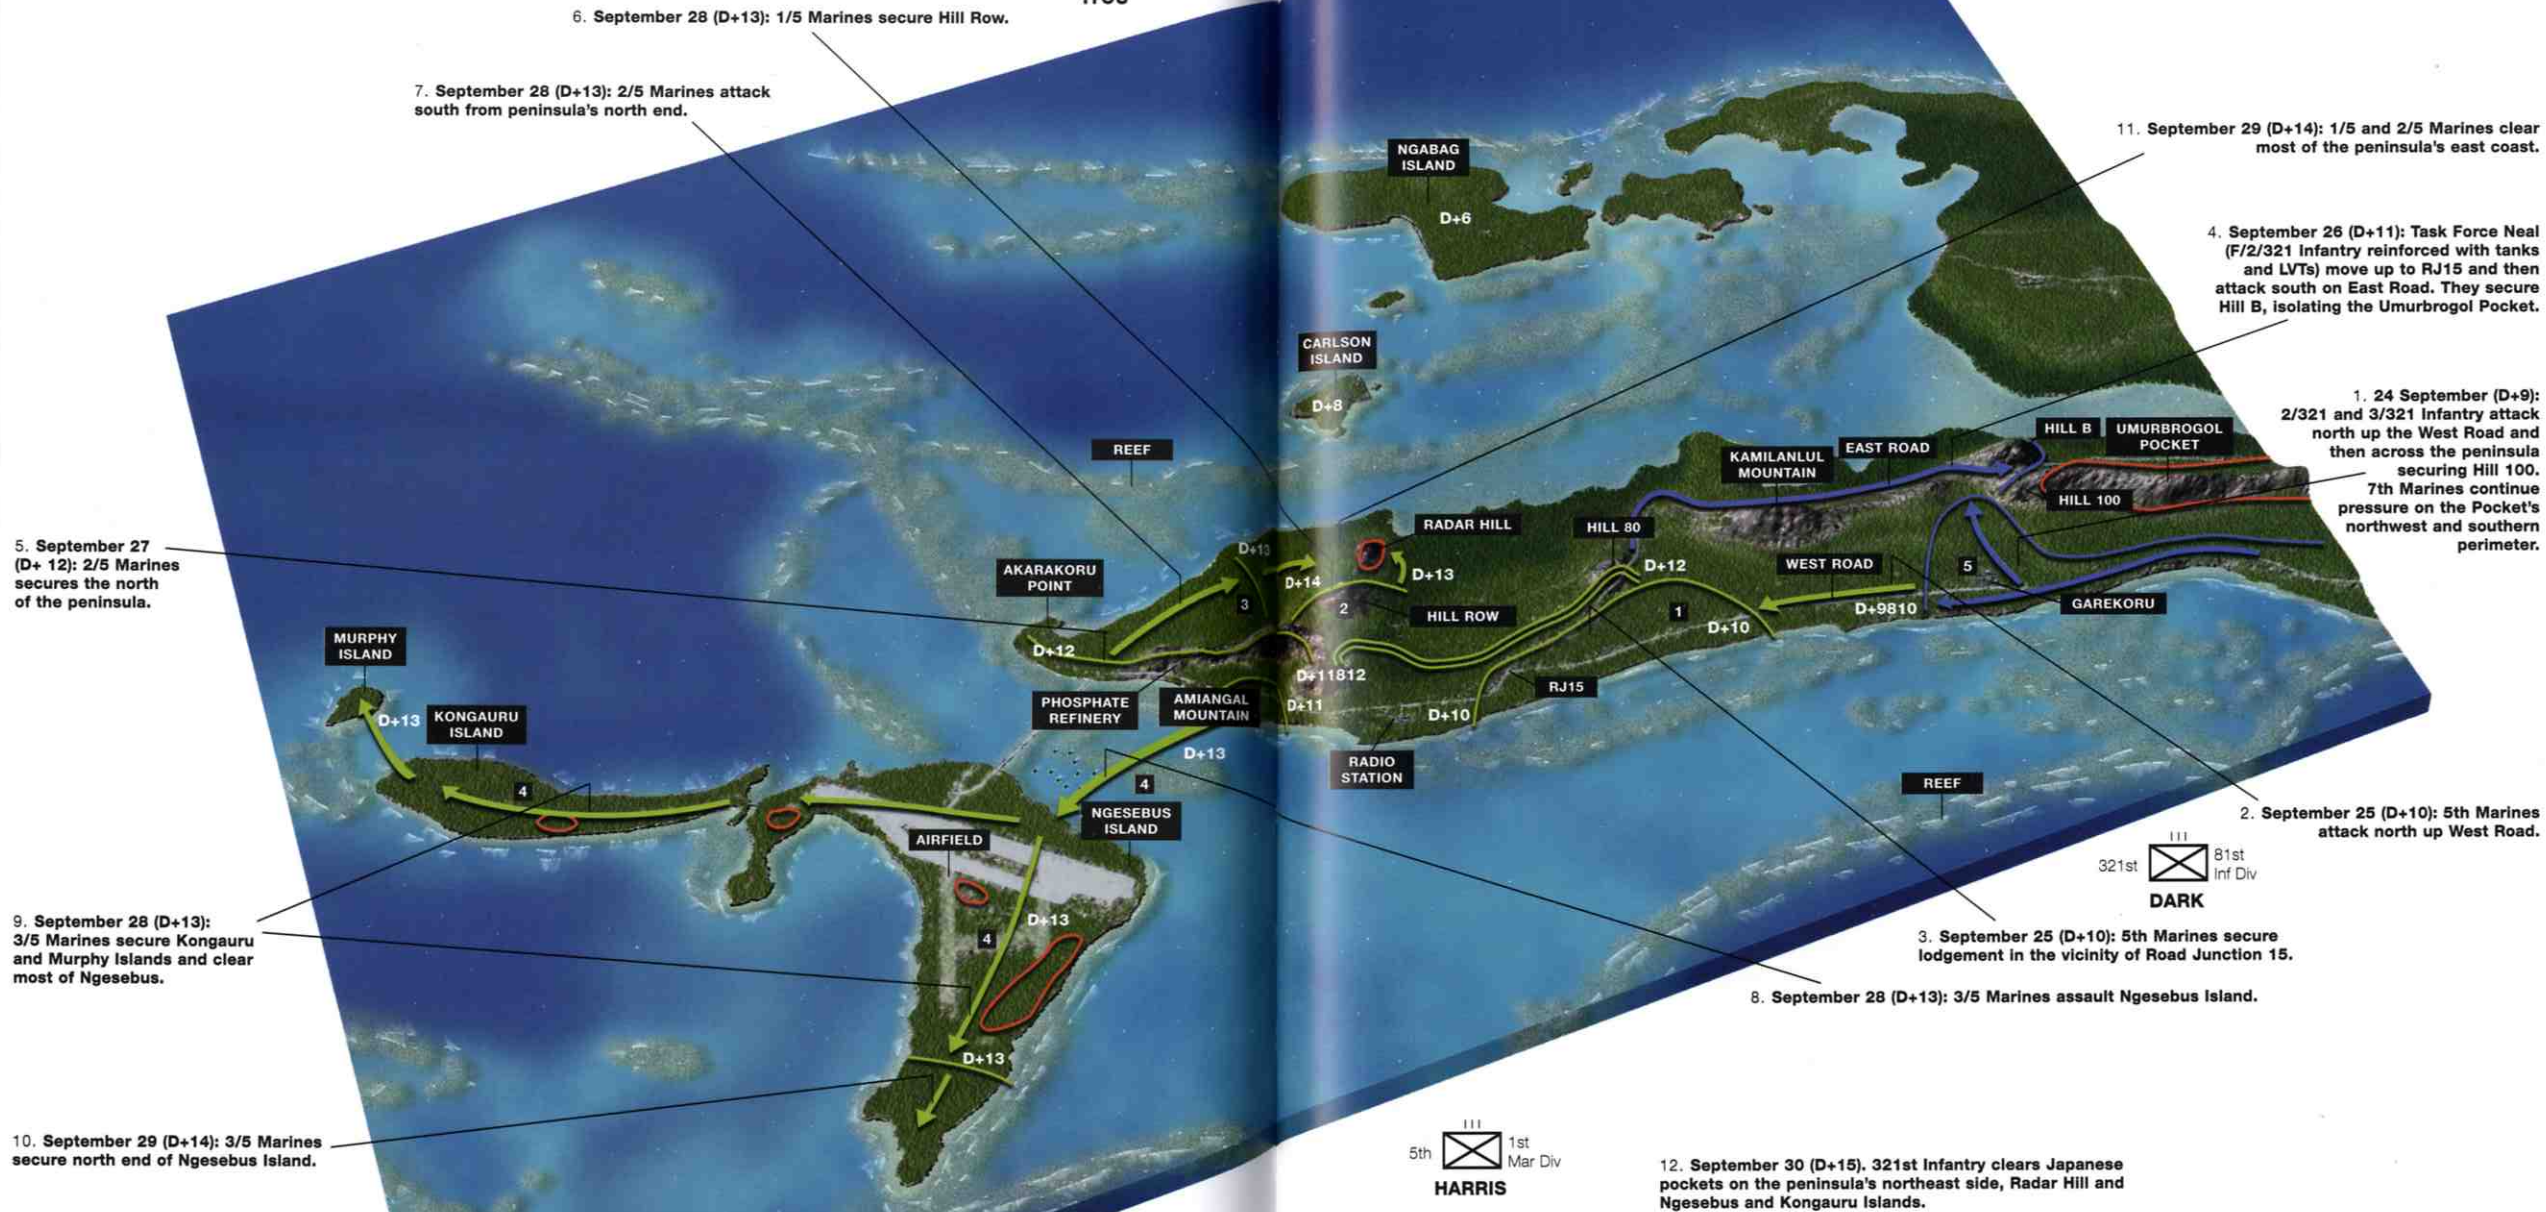 6. September 28 (D+13): 1/5 Marines secure Hill Row.
7. September 28 (D+13): 2/5 Marines attack
south from peninsula's north end.
11. September 29 (D+14): 1/5 and 2/5 Marines clear
most of the peninsula's east coast.
4. September 26 (D+11): Task Force Neal
(F/2/321 Infantry reinforced with tanks
and LVTs) move up to RJ15 and then
attack south on East Road. They secure
Hill B, isolating the Umurbrogol Pocket.
1. 24 September (D+9):
2/321 and 3/321 Infantry attack
north up the West Road and
then across the peninsula
securing Hill 100.
7th Marines continue
pressure on the Pocket's
northwest and southern
perimeter.
5. September 27
(D+ 12): 2/5 Marines
secures the north
of the peninsula.
NGABAG
ISLAND
D+6
CARLSON
ISLAND
D+8
REEF
HILL B
UMURBROGOL
POCKET
EAST ROAD
KAMILANLUL
MOUNTAIN
HILL 100
RADAR HILL
HILL 80
D+13
AKARAKORU
POINT
D+14
D+13
D+12
WEST ROAD
5
3
2
HILL ROW
1
D+9810
GAREKORU
D+10
D+12
MURPHY
ISLAND
D+11812
RJ15
PHOSPHATE
REFINERY
AMIANGAL
MOUNTAIN
D+11
D+10
D+13
KONGAURU
ISLAND
D+13
RADIO
STATION
4
4
REEF
NGESEBUS
ISLAND
AIRFIELD
D+13
4
D+13
2. September 25 (D+10): 5th Marines
attack north up West Road.
321st
III
81st
Inf Div
DARK
9. September 28 (D+13):
3/5 Marines secure Kongauru
and Murphy Islands and clear
most of Ngesebus.
3. September 25 (D+10): 5th Marines secure
lodgement in the vicinity of Road Junction 15.
8. September 28 (D+13): 3/5 Marines assault Ngesebus Island.
10. September 29 (D+14): 3/5 Marines
secure north end of Ngesebus Island.
5th
III
1st
Mar Div
HARRIS
12. September 30 (D+15). 321st Infantry clears Japanese
pockets on the peninsula's northeast side, Radar Hill and
Ngesebus and Kongauru Islands.